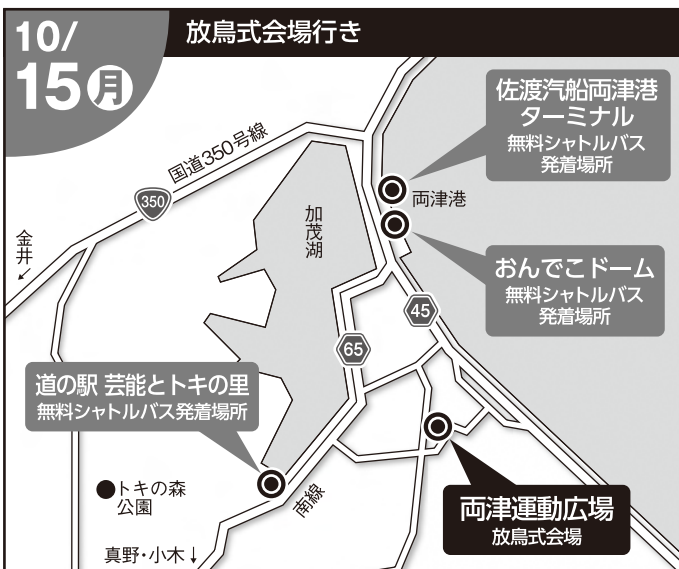 10/
15㊊
放鳥式会場行き
佐渡汽船両津港
ターミナル
無料シャトルバス
発着場所
国道350号線
350
両津港
加茂湖
金井
おんでこドーム
無料シャトルバス
発着場所
45
65
道の駅 芸能とトキの里
無料シャトルバス発着場所
トキの森
公園
南線
両津運動広場
放鳥式会場
真野・小木↓